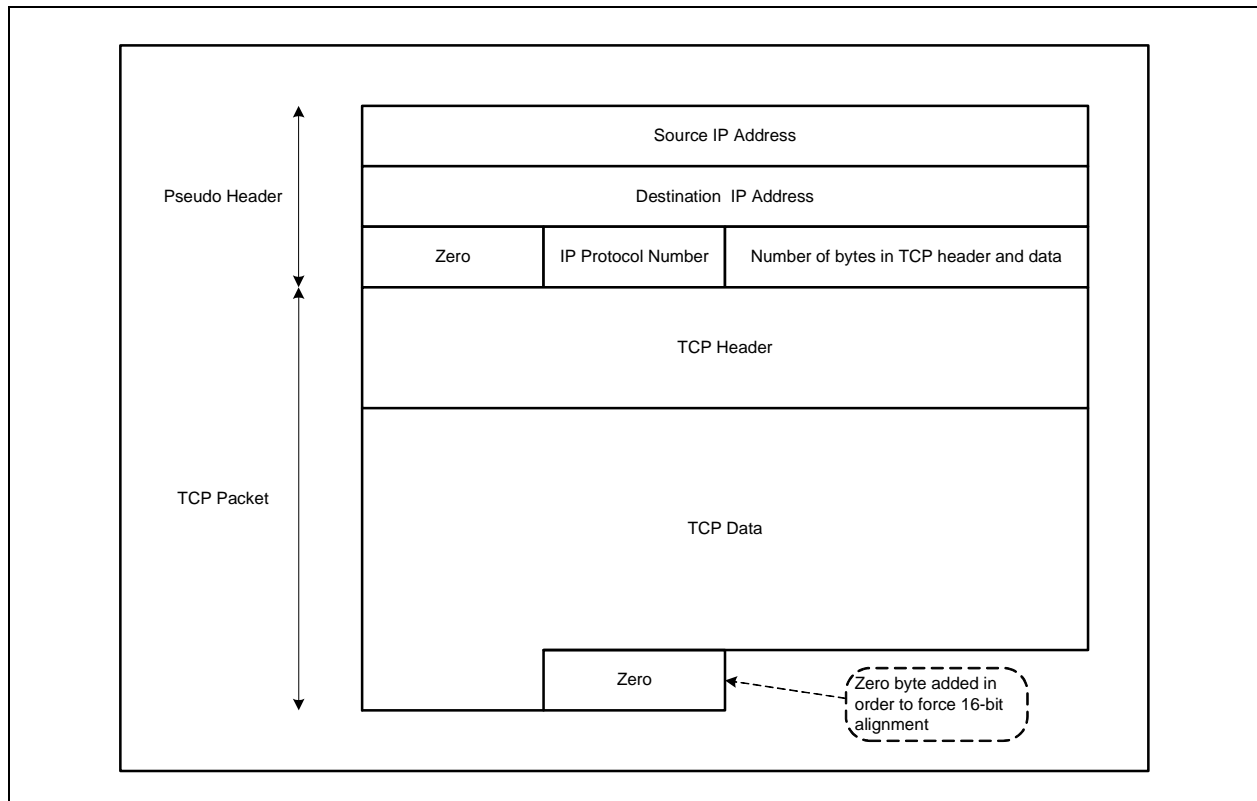 Source IP Address
Pseudo Header
Destination IP Address
Zero
IP Protocol Number
Number of bytes in TCP header and data
TCP Header
TCP Packet
TCP Data
Zero
Zero byte added in
order to force 16-bit
alignment